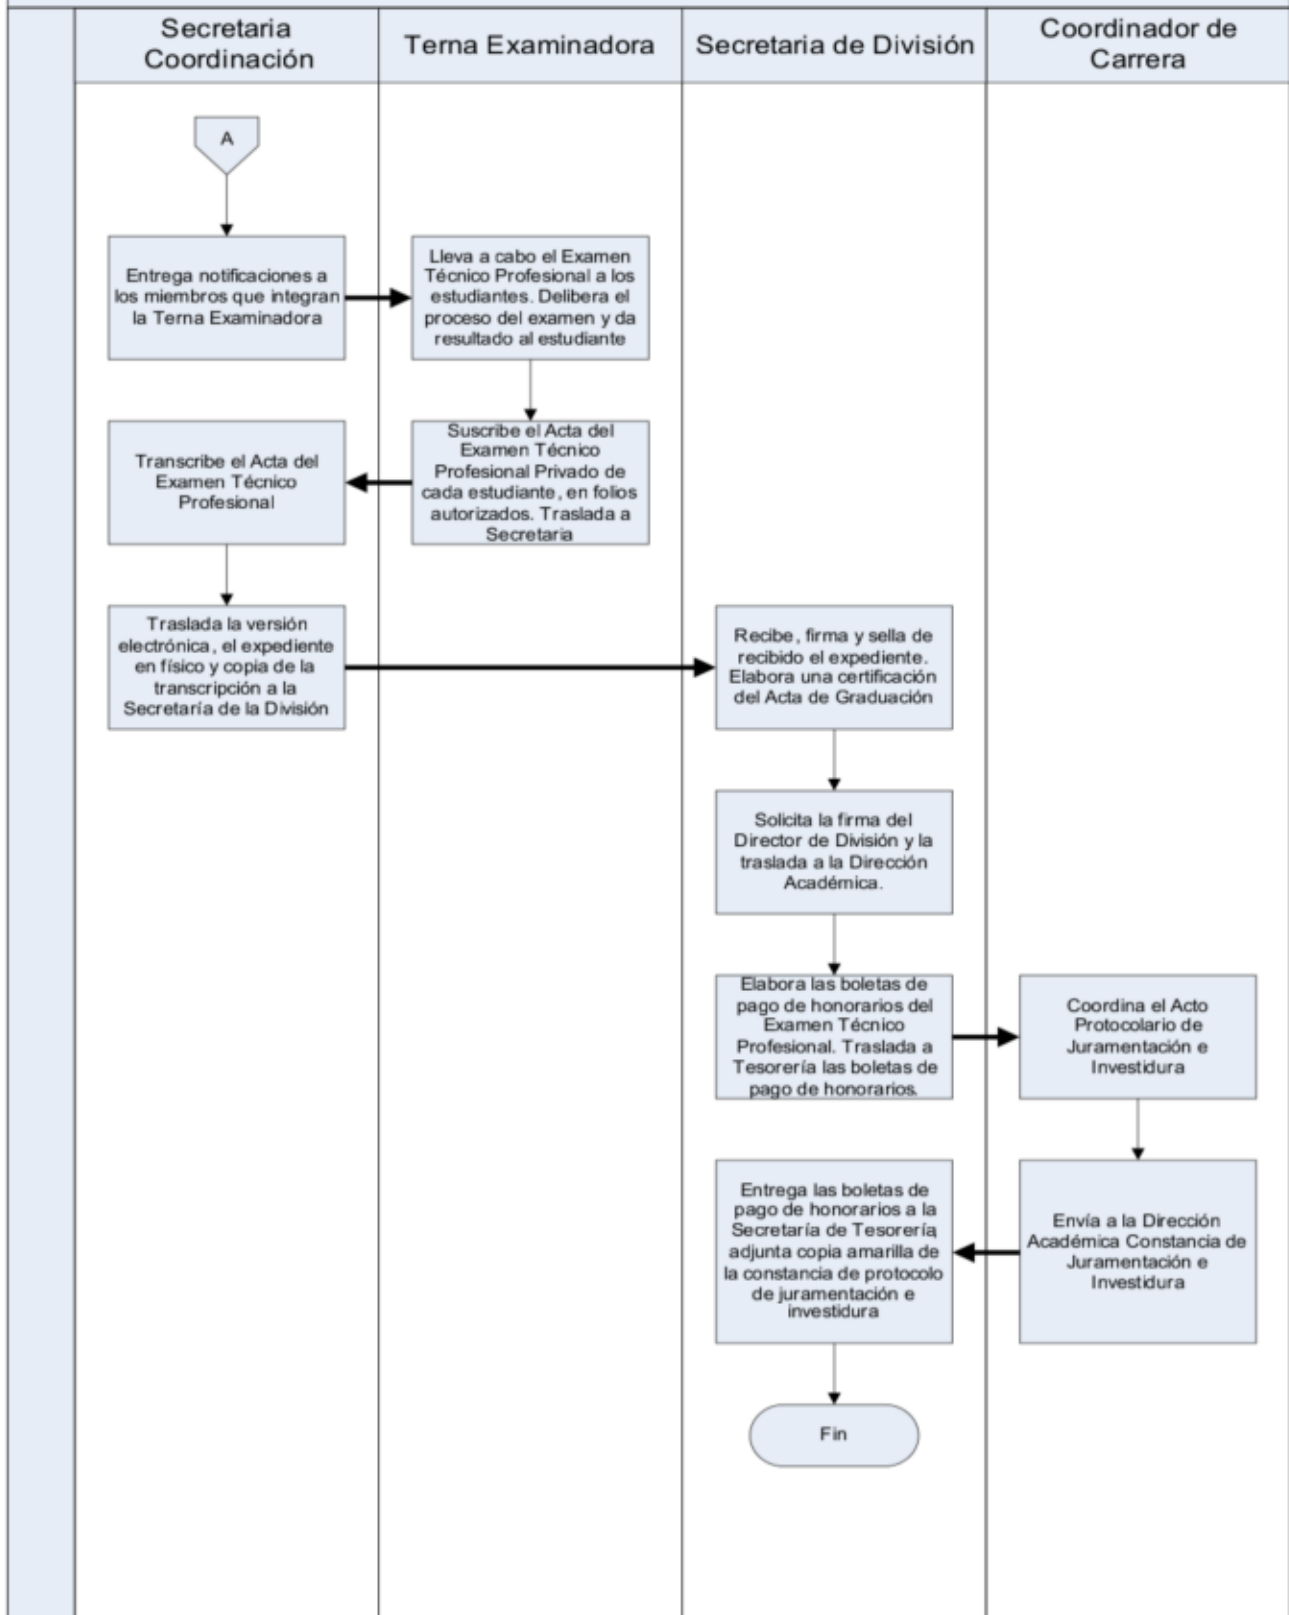 Secretaria
Coordinación
Terna Examinadora
Secretaria de División
Coordinador de
Carrera
A
Entrega notificaciones a
los miembros que integran
la Terna Examinadora
Lleva a cabo el Examen
Técnico Profesional a los
estudiantes. Delibera el
proceso del examen y da
resultado al estudiante
Transcribe el Acta del
Examen Técnico
Profesional
Suscribe el Acta del
Examen Técnico
Profesional Privado de
cada estudiante, en folios
autorizados. Traslada a
Secretaria
Traslada la versión
electrónica, el expediente
en físico y copia de la
transcripción a la
Secretaría de la División
Recibe, firma y sella de
recibido el expediente.
Elabora una certificación
del Acta de Graduación
Solicita la firma del
Director de División y la
traslada a la Dirección
Académica.
Elabora las boletas de
pago de honorarios del
Examen Técnico
Profesional. Traslada a
Tesorería las boletas de
pago de honorarios.
Coordina el Acto
Protocolario de
Juramentación e
Investidura
Entrega las boletas de
pago de honorarios a la
Secretaría de Tesorería,
adjunta copia amarilla de
la constancia de protocolo
de juramentación e
investidura
Envía a la Dirección
Académica Constancia de
Juramentación e
Investidura
Fin